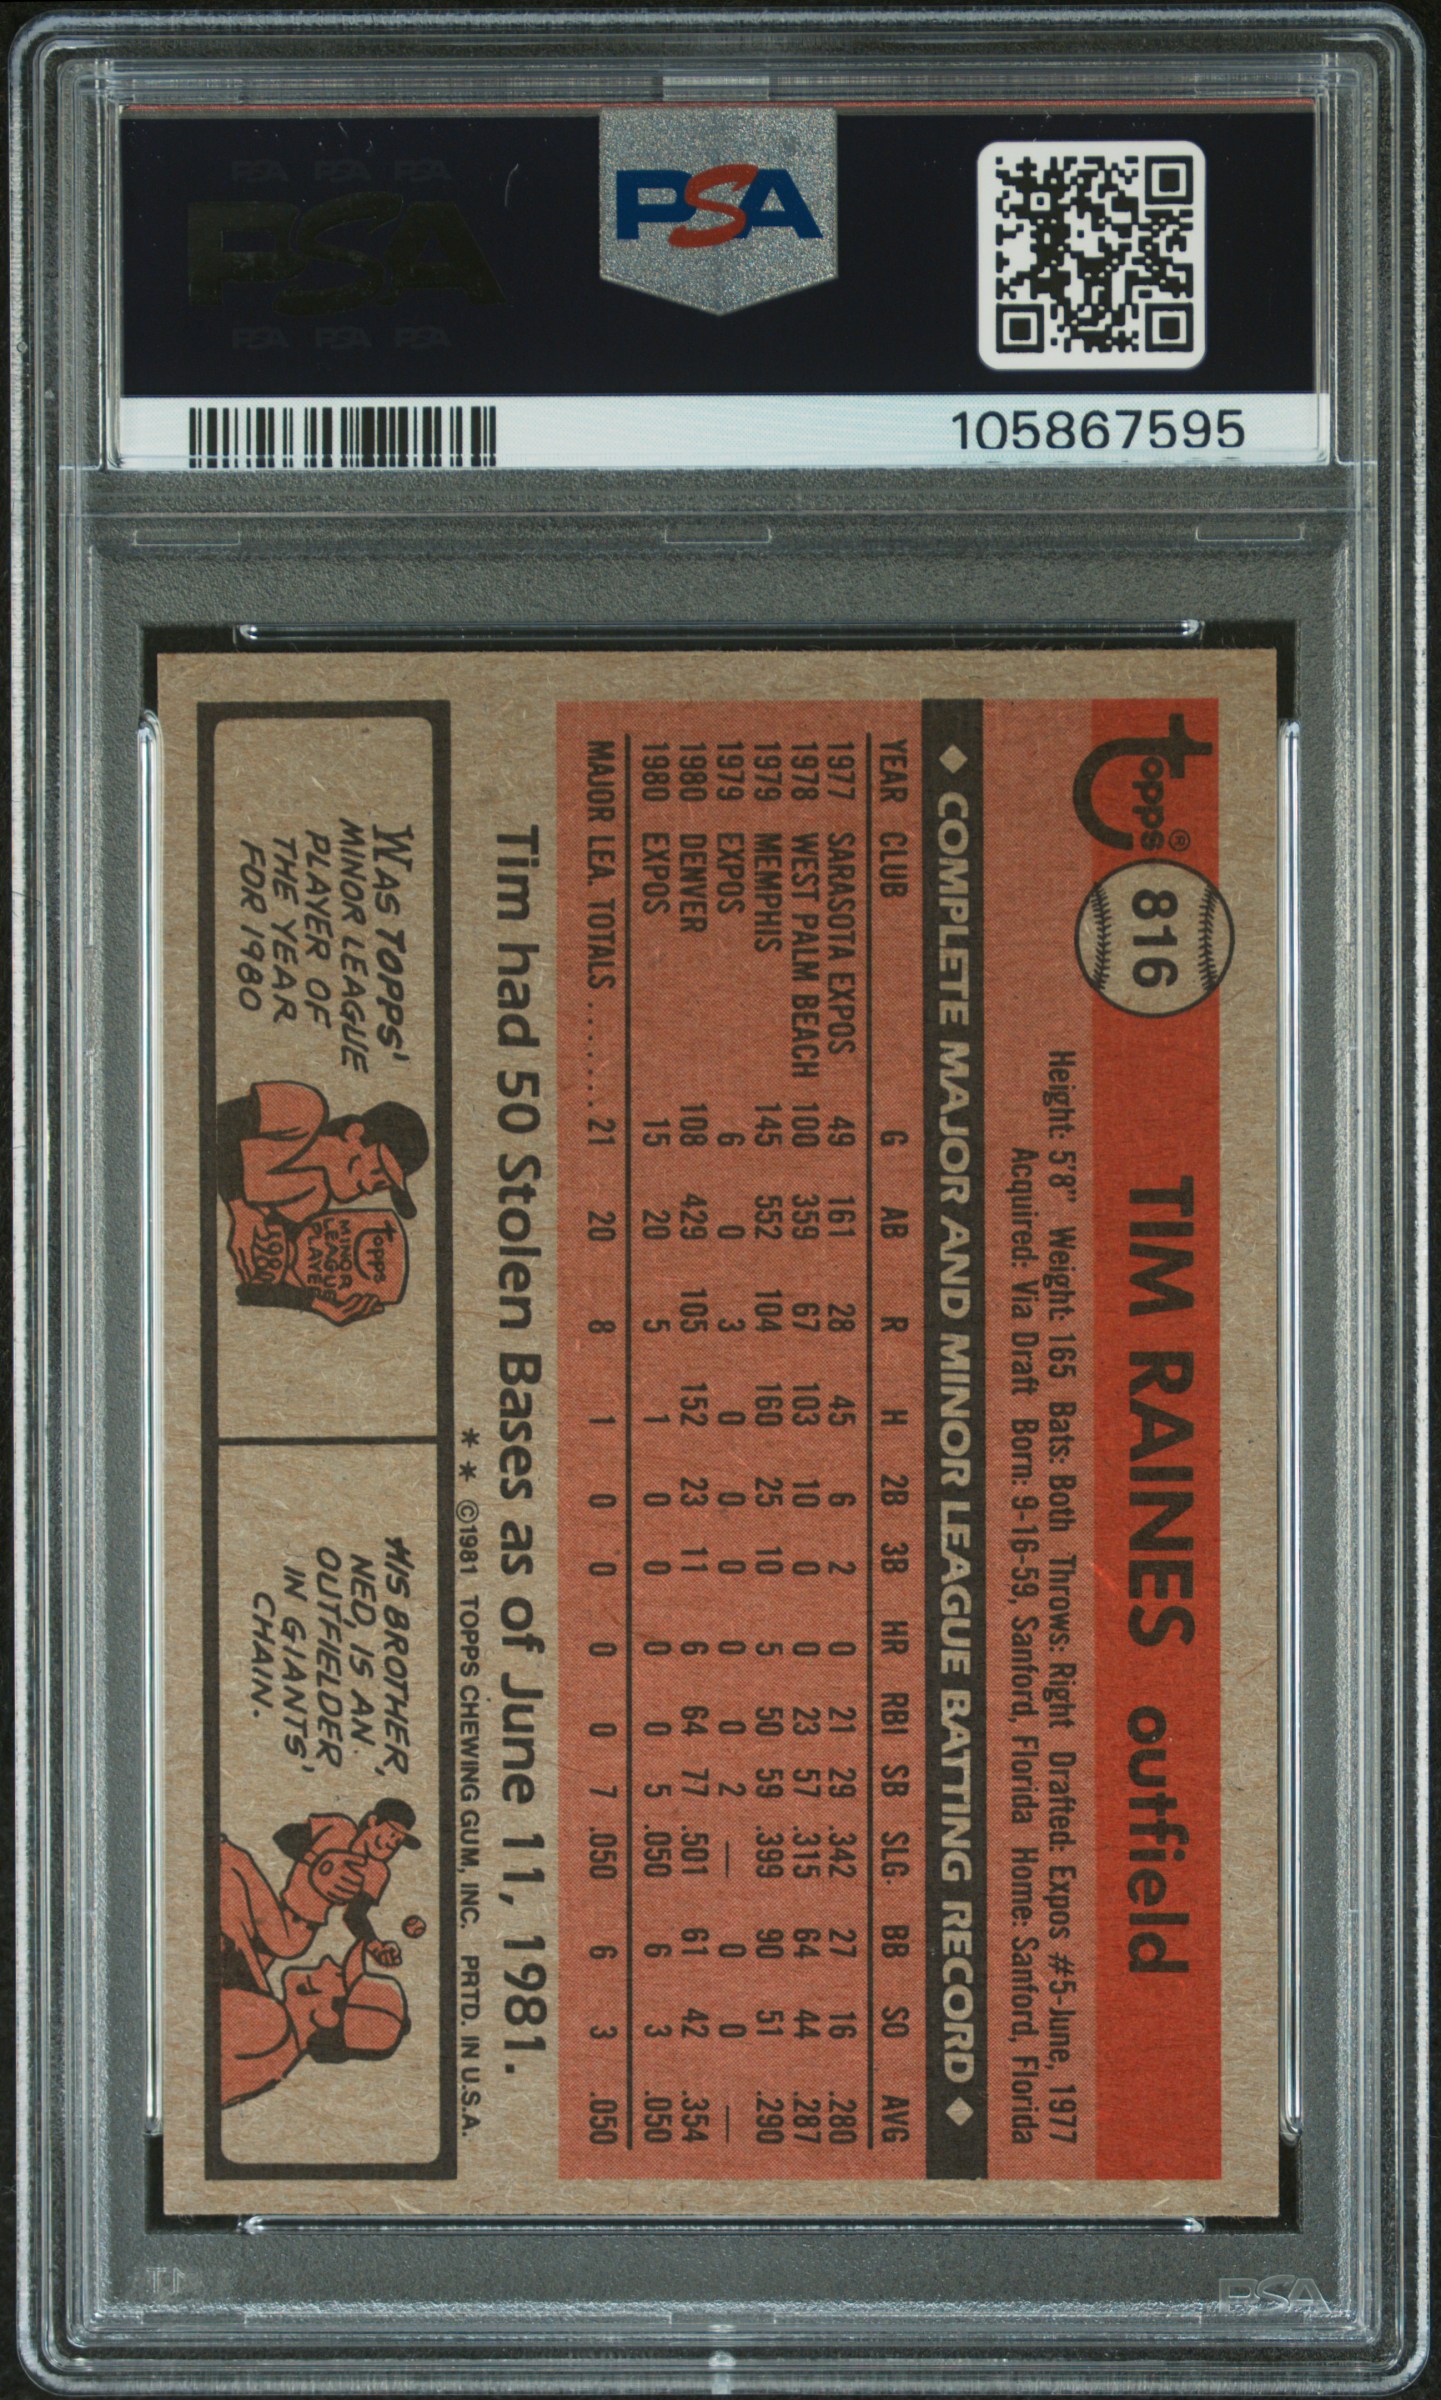 PSA PSA PSA
PSA
PSA PSA PSA
PSA
105867595
Topps®
816
TIM RAINES outfield
Height: 5'8" Weight: 165 Bats: Both Throws: Right Drafted: Expos #5-June, 1977
Acquired: Via Draft Born: 9-16-59, Sanford, Florida Home: Sanford, Florida
◆ COMPLETE MAJOR AND MINOR LEAGUE BATTING RECORD ◆
YEAR CLUB G AB R H 2B 3B HR RBI SB SLG. BB SO AVG.
1977 SARASOTA EXPOS 49 161 28 45 6 2 0 21 29 .342 27 16 .280
1978 WEST PALM BEACH 100 359 67 103 10 0 0 23 57 .315 64 44 .287
1979 MEMPHIS 145 552 104 160 25 10 5 50 59 .399 90 51 .290
1979 EXPOS 6 0 3 0 0 0 0 0 2 — 0 0 —
1980 DENVER 108 429 105 152 23 11 6 64 77 .501 61 42 .354
1980 EXPOS 15 20 5 1 0 0 0 0 5 .050 6 3 .050
MAJOR LEA. TOTALS ....... 21 20 8 1 0 0 0 0 7 .050 6 3 .050
Tim had 50 Stolen Bases as of June 11, 1981.
** ©1981 TOPPS CHEWING GUM, INC. PRTD. IN U.S.A.
WAS TOPPS'
MINOR LEAGUE
PLAYER OF
THE YEAR
FOR 1980
Topps
MINOR
LEAGUE
PLAYER
1980
HIS BROTHER,
NED, IS AN
OUTFIELDER
IN GIANTS'
CHAIN.
PSA